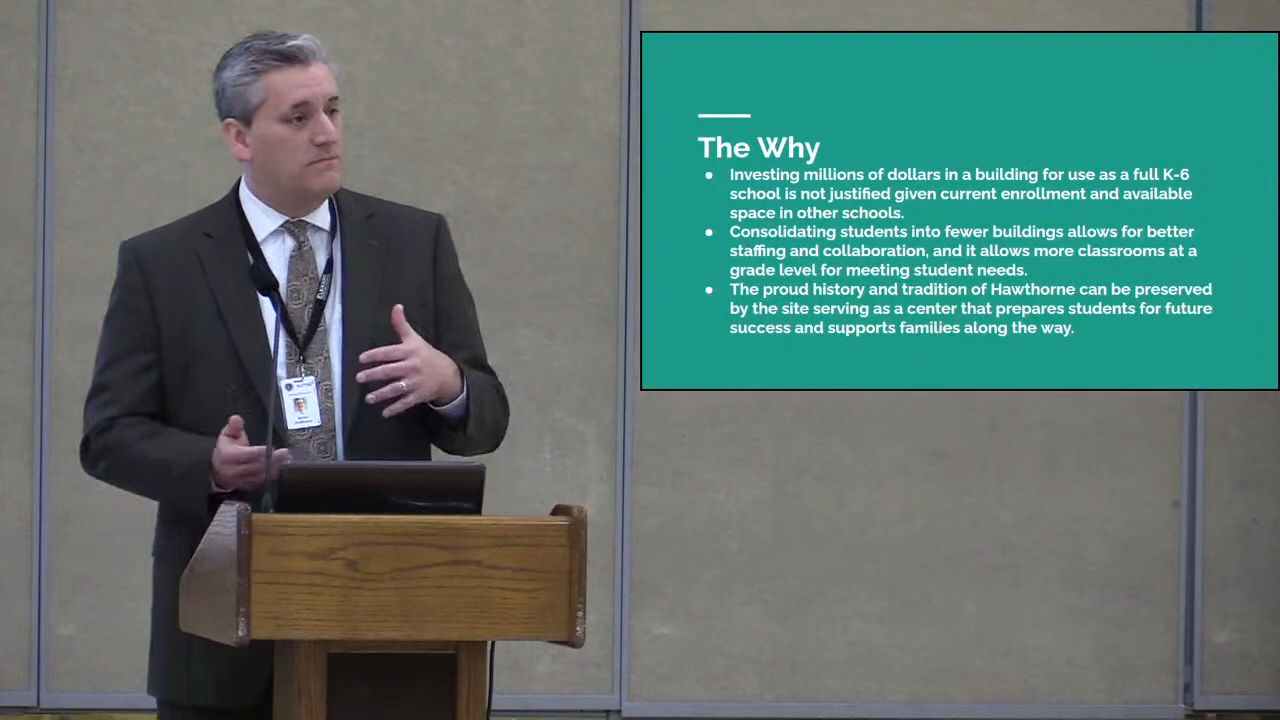 The Why
● Investing millions of dollars in a building for use as a full K-6
school is not justified given current enrollment and available
space in other schools.
● Consolidating students into fewer buildings allows for better
staffing and collaboration, and it allows more classrooms at a
grade level for meeting student needs.
● The proud history and tradition of Hawthorne can be preserved
by the site serving as a center that prepares students for future
success and supports families along the way.